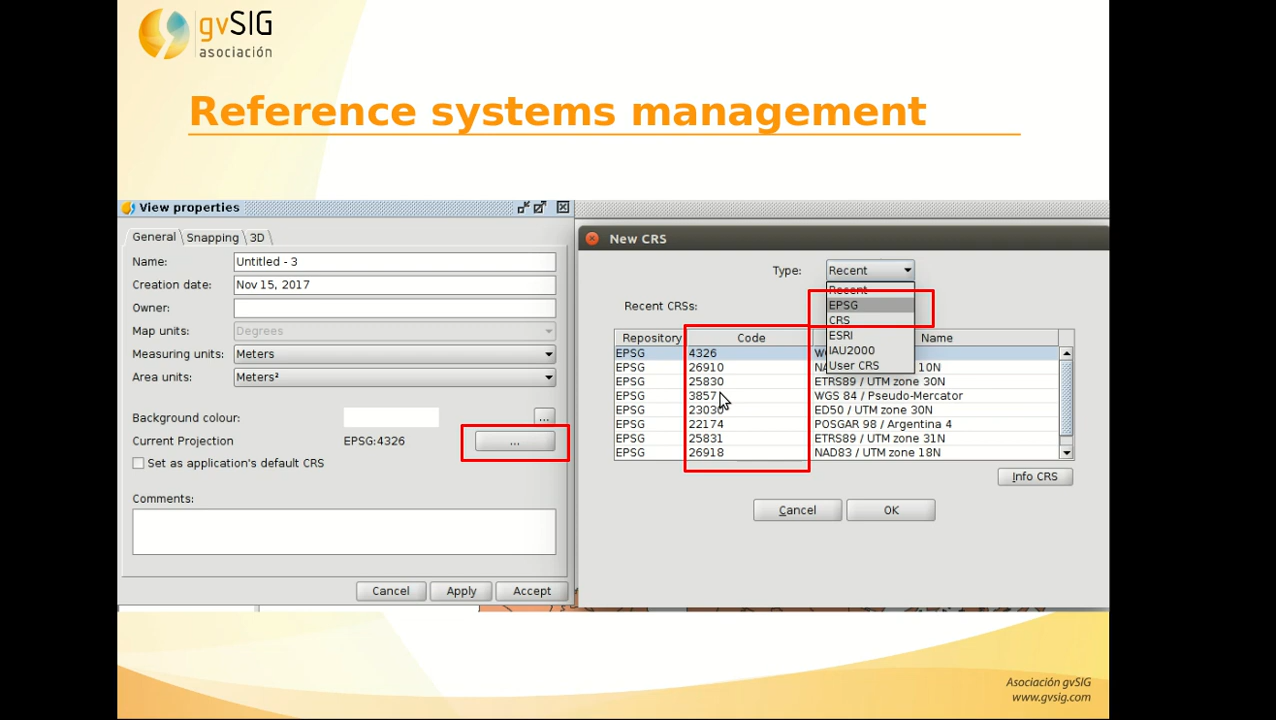 gvSIG
asociación
Reference systems management
View properties
General Snapping 3D
Name: Untitled - 3
Creation date: Nov 15, 2017
Owner:
Map units: Degrees
Measuring units: Meters
Area units: Meters²
Background colour: ...
Current Projection EPSG:4326 ...
Set as application's default CRS
Comments:
Cancel Apply Accept
New CRS
Type: Recent
Recent
EPSG
CRS
ESRI
IAU2000
User CRS
Recent CRSs:
Repository Code Name
EPSG 4326
EPSG 26910 10N
EPSG 25830 ETRS89 / UTM zone 30N
EPSG 3857 WGS 84 / Pseudo-Mercator
EPSG 23030 ED50 / UTM zone 30N
EPSG 22174 POSGAR 98 / Argentina 4
EPSG 25831 ETRS89 / UTM zone 31N
EPSG 26918 NAD83 / UTM zone 18N
Info CRS
Cancel OK
Asociación gvSIG
www.gvsig.com